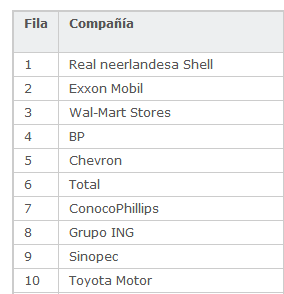 Fila Compañía
1 Real neerlandesa Shell
2 Exxon Mobil
3 Wal-Mart Stores
4 BP
5 Chevron
6 Total
7 ConocoPhillips
8 Grupo ING
9 Sinopec
10 Toyota Motor